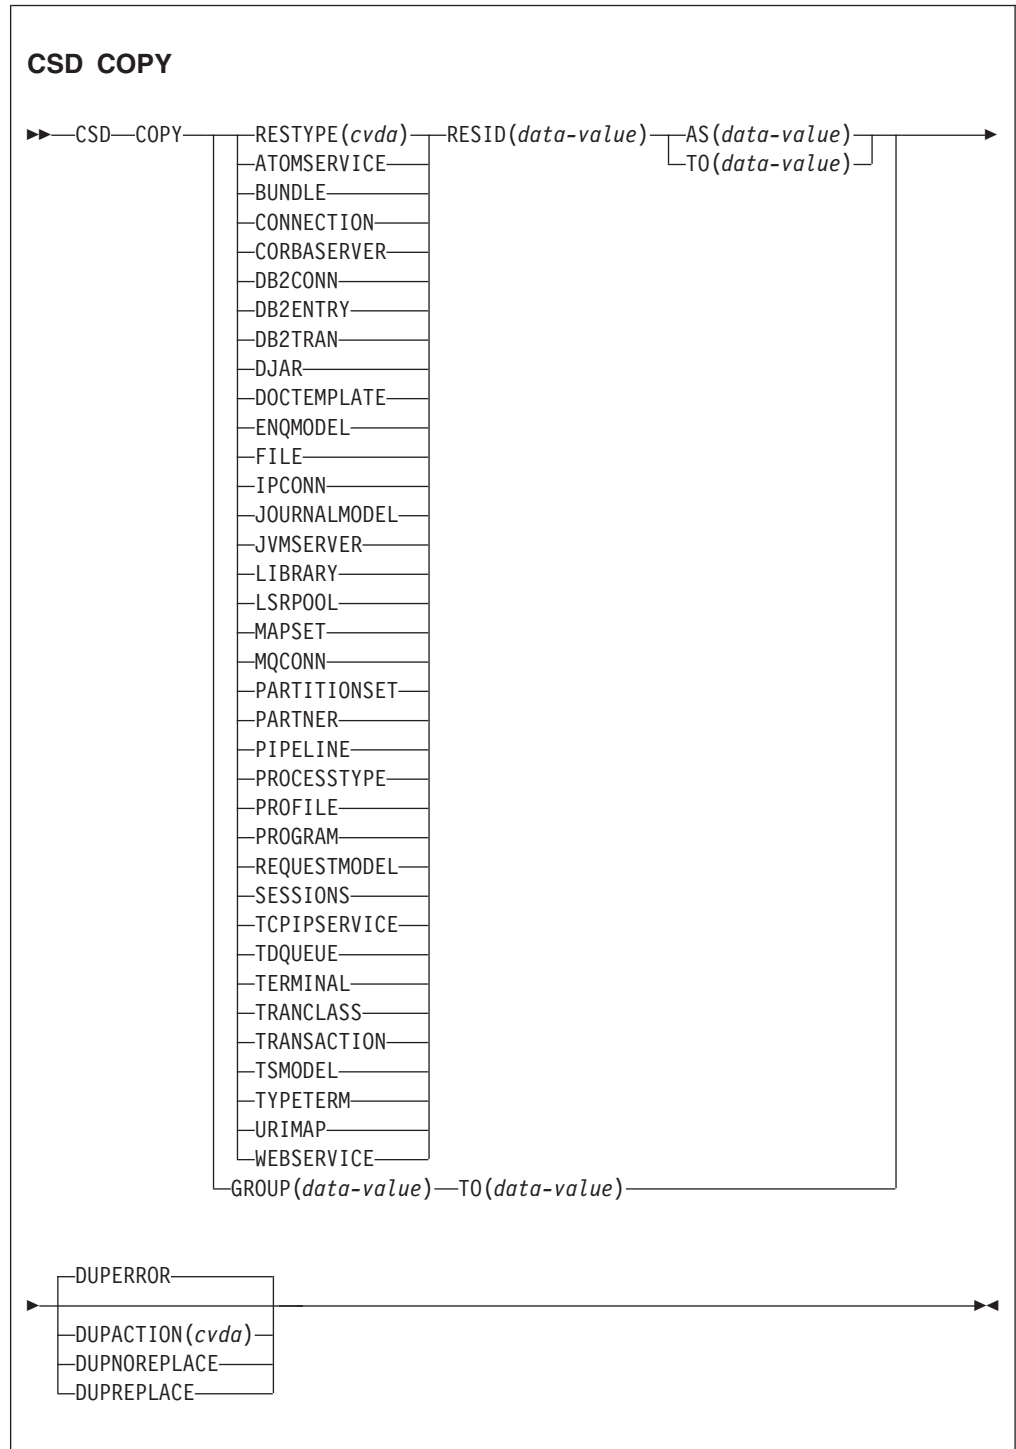 CSD COPY
CSD COPY RESTYPE(cvda) RESID(data-value) AS(data-value)
ATOMSERVICE TO(data-value)
BUNDLE
CONNECTION
CORBASERVER
DB2CONN
DB2ENTRY
DB2TRAN
DJAR
DOCTEMPLATE
ENQMODEL
FILE
IPCONN
JOURNALMODEL
JVMSERVER
LIBRARY
LSRPOOL
MAPSET
MQCONN
PARTITIONSET
PARTNER
PIPELINE
PROCESSTYPE
PROFILE
PROGRAM
REQUESTMODEL
SESSIONS
TCPIPSERVICE
TDQUEUE
TERMINAL
TRANCLASS
TRANSACTION
TSMODEL
TYPETERM
URIMAP
WEBSERVICE
GROUP(data-value) TO(data-value)
DUPERROR
DUPACTION(cvda)
DUPNOREPLACE
DUPREPLACE